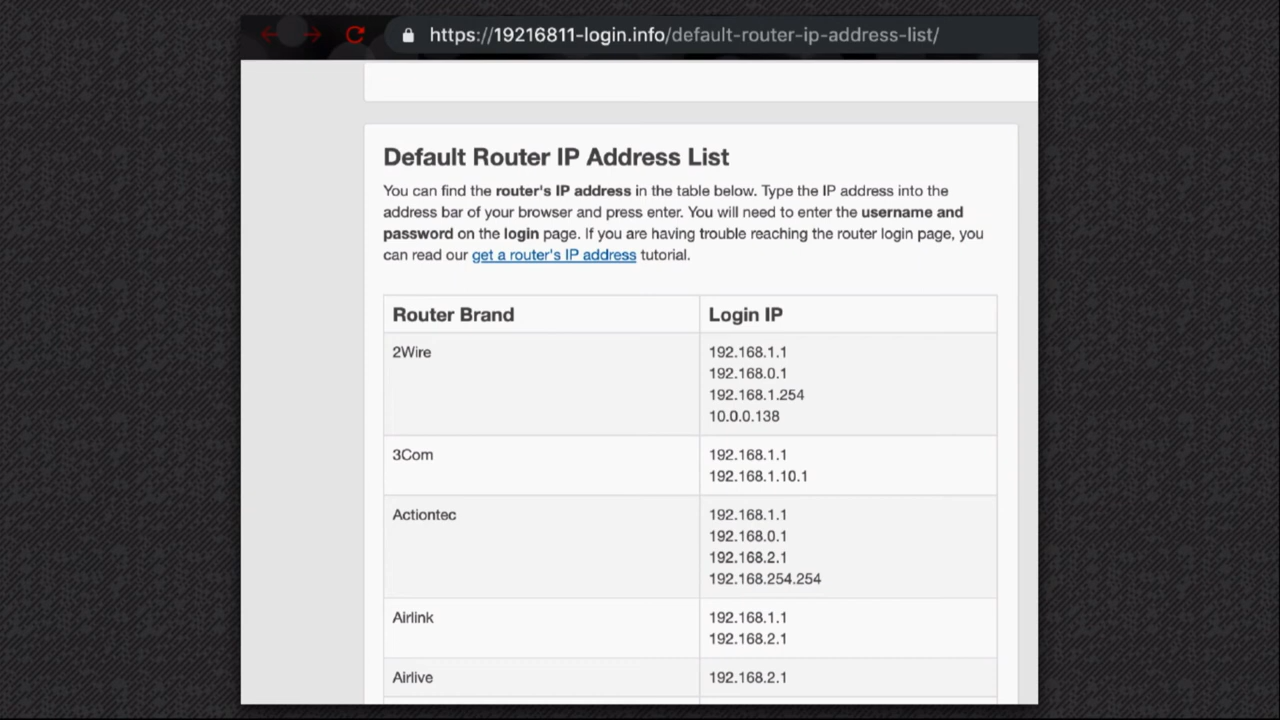 https://19216811-login.info/default-router-ip-address-list/
Default Router IP Address List
You can find the router's IP address in the table below. Type the IP address into the
address bar of your browser and press enter. You will need to enter the username and
password on the login page. If you are having trouble reaching the router login page, you
can read our get a router's IP address tutorial.
Router Brand Login IP
2Wire 192.168.1.1
192.168.0.1
192.168.1.254
10.0.0.138
3Com 192.168.1.1
192.168.1.10.1
Actiontec 192.168.1.1
192.168.0.1
192.168.2.1
192.168.254.254
Airlink 192.168.1.1
192.168.2.1
Airlive 192.168.2.1